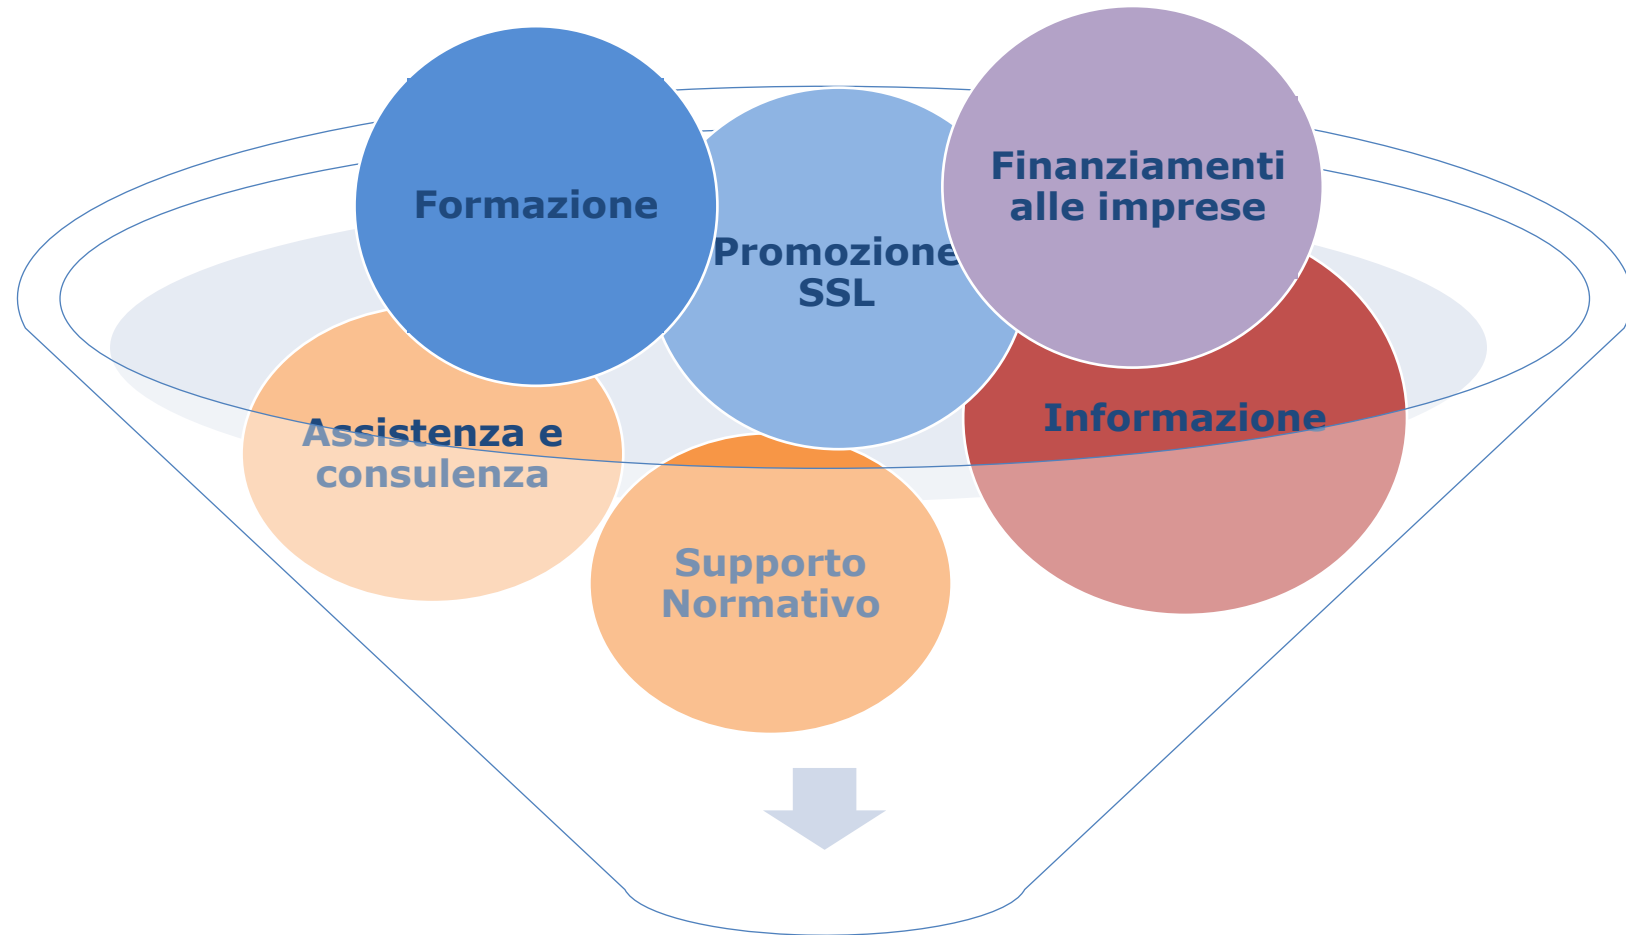 Formazione
Promozione
SSL
Finanziamenti
alle imprese
Assistenza e
consulenza
Informazione
Supporto
Normativo